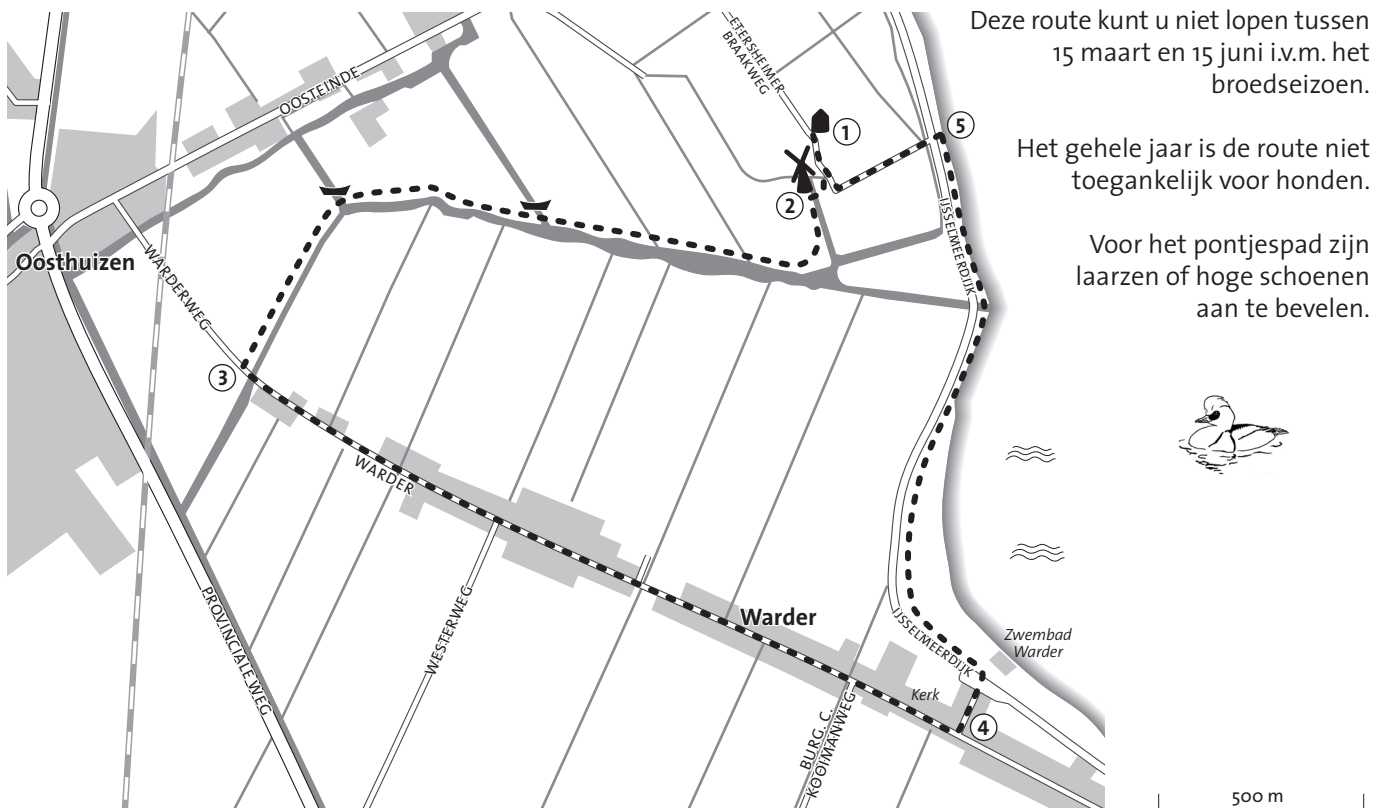 Deze route kunt u niet lopen tussen
15 maart en 15 juni i.v.m. het
broedseizoen.
Het gehele jaar is de route niet
toegankelijk voor honden.
Voor het pontjespad zijn
laarzen of hoge schoenen
aan te bevelen.
ETERSHEIMER
BRAAKWEG
OOSTEINDE
1
5
2
IJSSELMEERDIJK
Oosthuizen
WARDERWEG
3
WARDER
PROVINCIALE WEG
WESTERWEG
Warder
IJSSELMEERDIJK
Zwembad
Warder
Kerk
BURG. C.
KOOIMANWEG
4
500 m